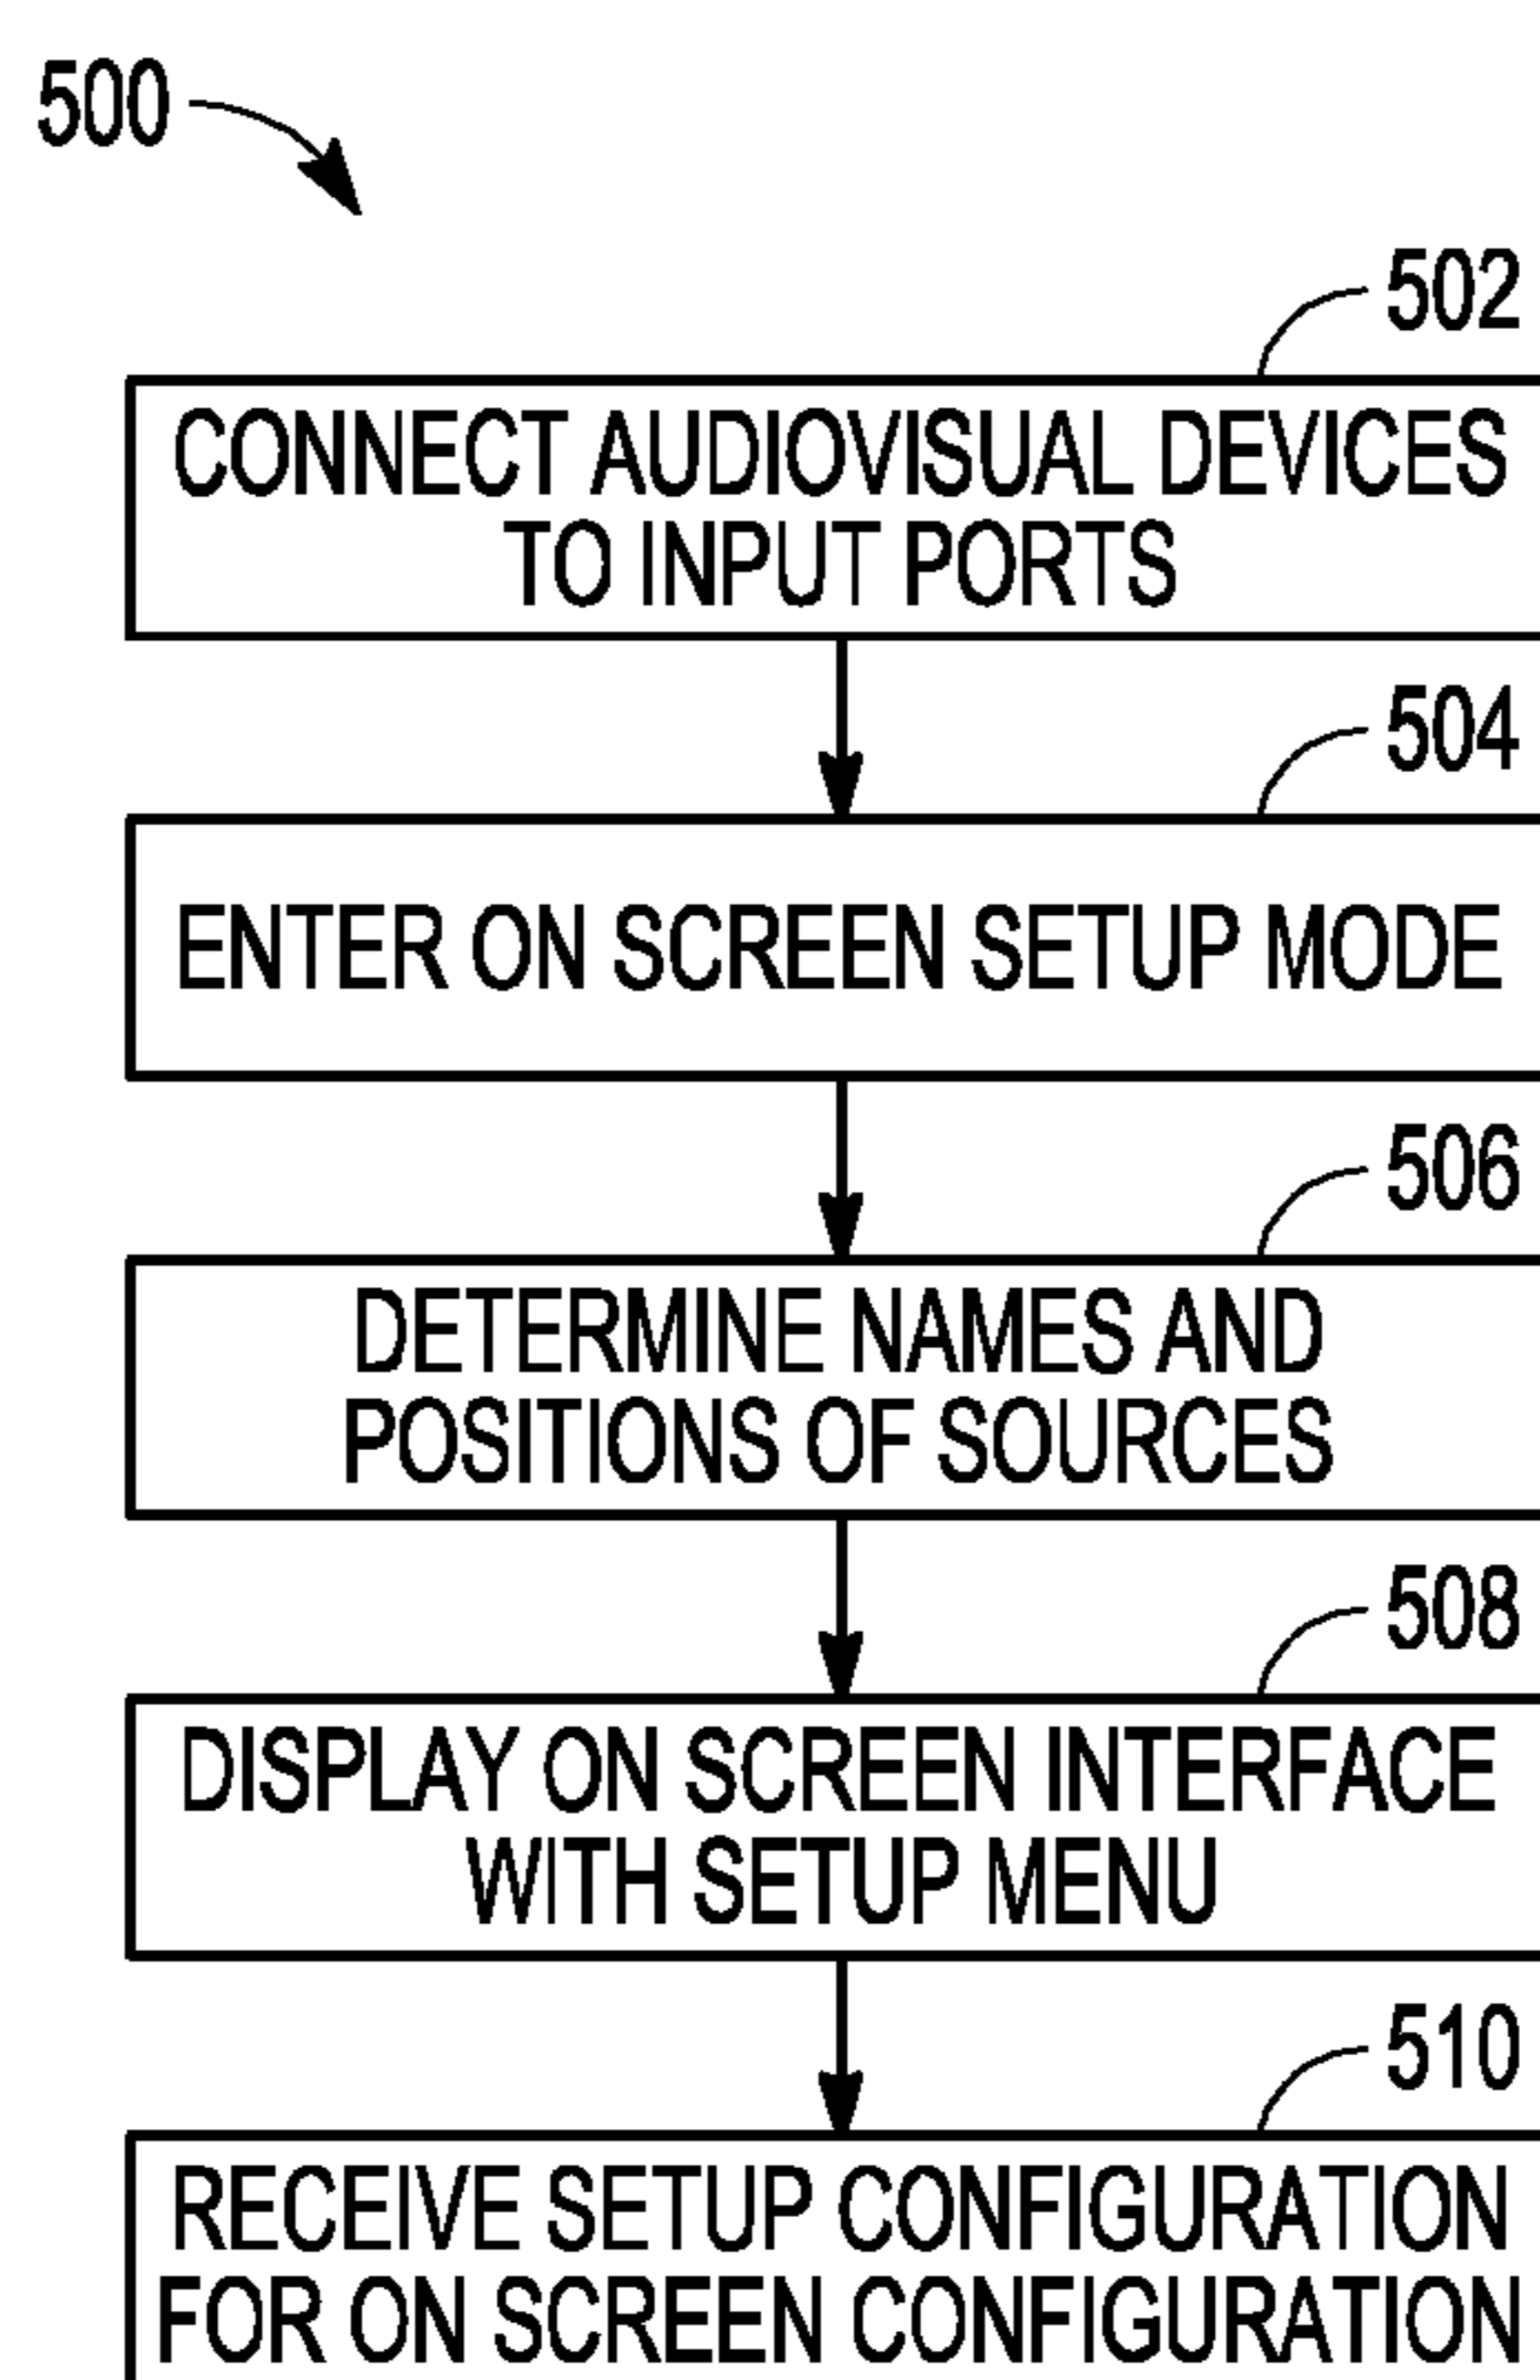 500
502
CONNECT AUDIOVISUAL DEVICES
TO INPUT PORTS
504
ENTER ON SCREEN SETUP MODE
506
DETERMINE NAMES AND
POSITIONS OF SOURCES
508
DISPLAY ON SCREEN INTERFACE
WITH SETUP MENU
510
RECEIVE SETUP CONFIGURATION
FOR ON SCREEN CONFIGURATION